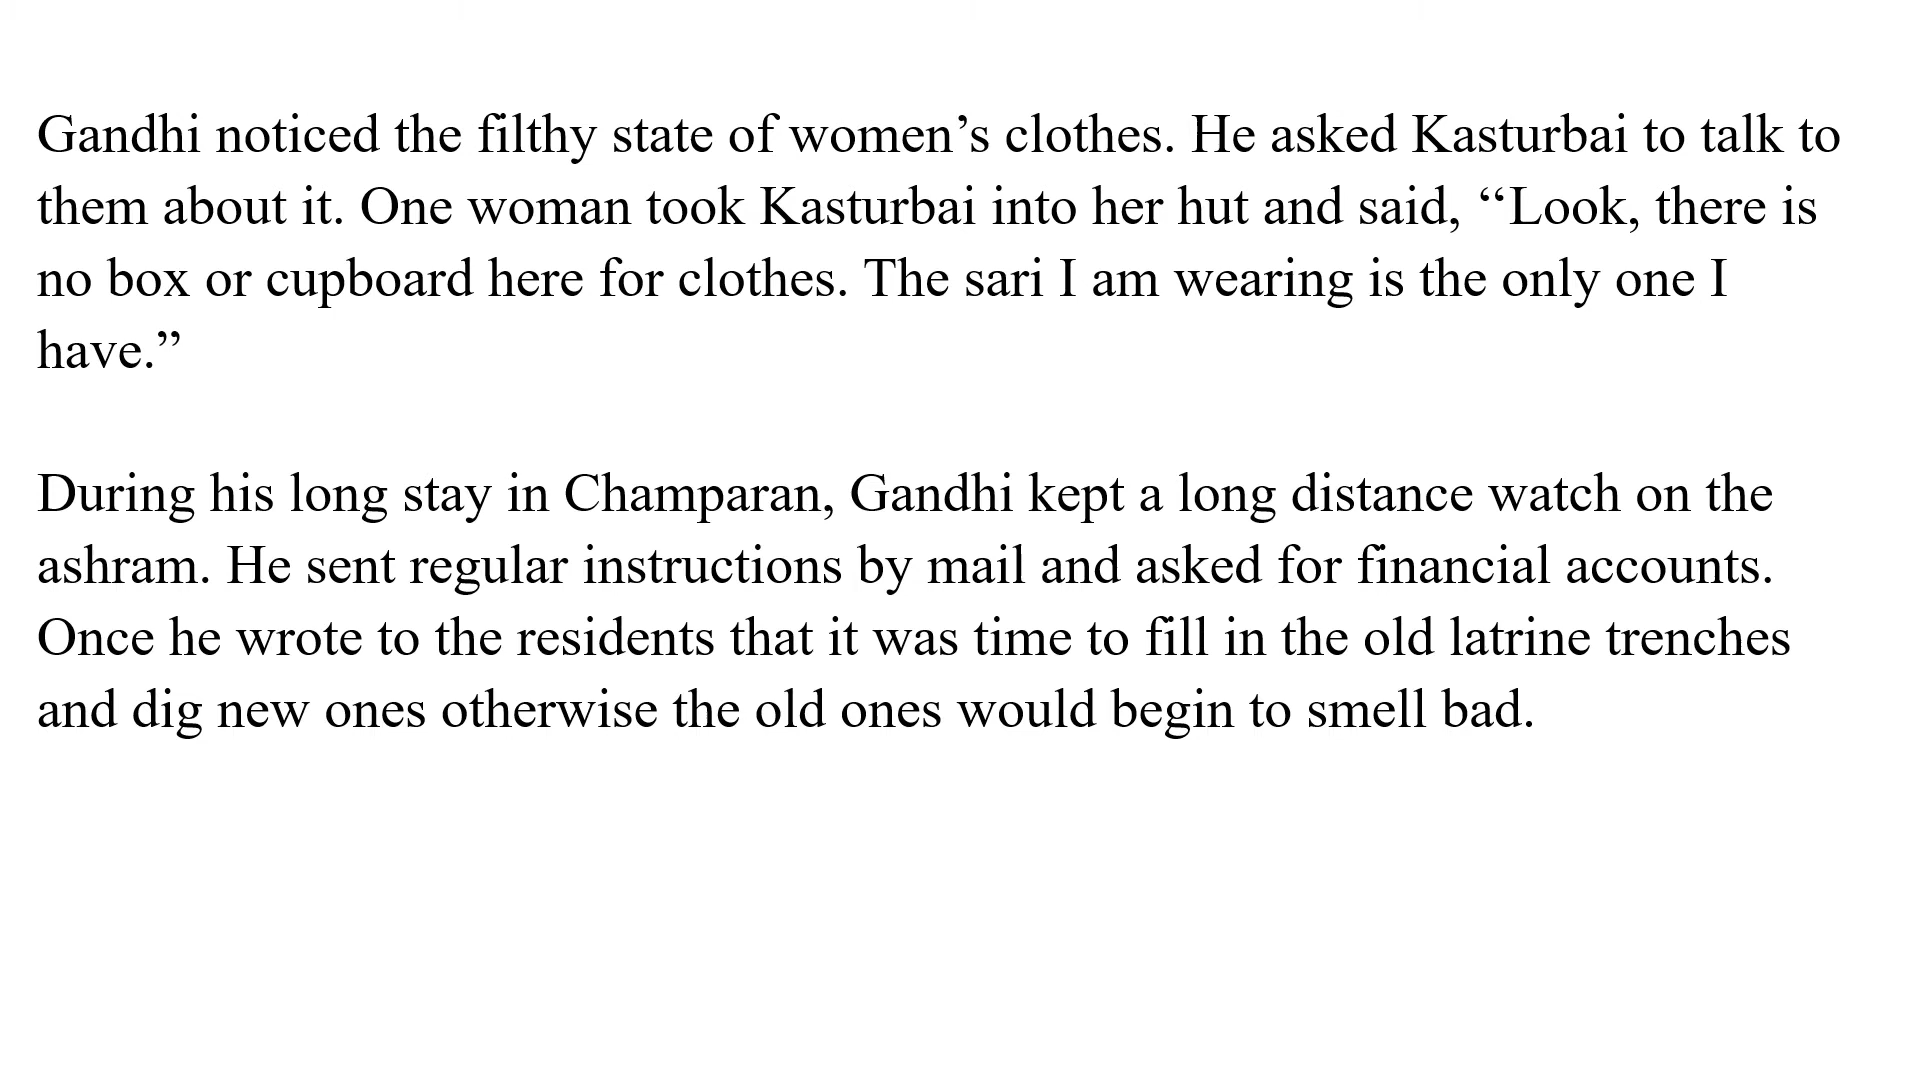 Gandhi noticed the filthy state of women’s clothes. He asked Kasturbai to talk to
them about it. One woman took Kasturbai into her hut and said, ‘‘Look, there is
no box or cupboard here for clothes. The sari I am wearing is the only one I
have.”
During his long stay in Champaran, Gandhi kept a long distance watch on the
ashram. He sent regular instructions by mail and asked for financial accounts.
Once he wrote to the residents that it was time to fill in the old latrine trenches
and dig new ones otherwise the old ones would begin to smell bad.